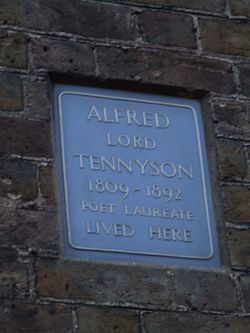 ALFRED
LORD
TENNYSON
1809-1892
POET LAUREATE
LIVED HERE